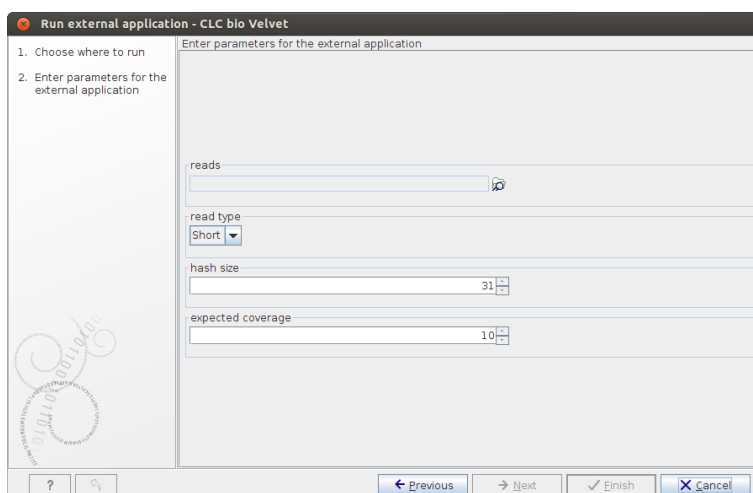 Run external application - CLC bio Velvet
1. Choose where to run
2. Enter parameters for the
external application
Enter parameters for the external application
reads
read type
Short
hash size
31
expected coverage
10
?
Previous
Next
Finish
Cancel